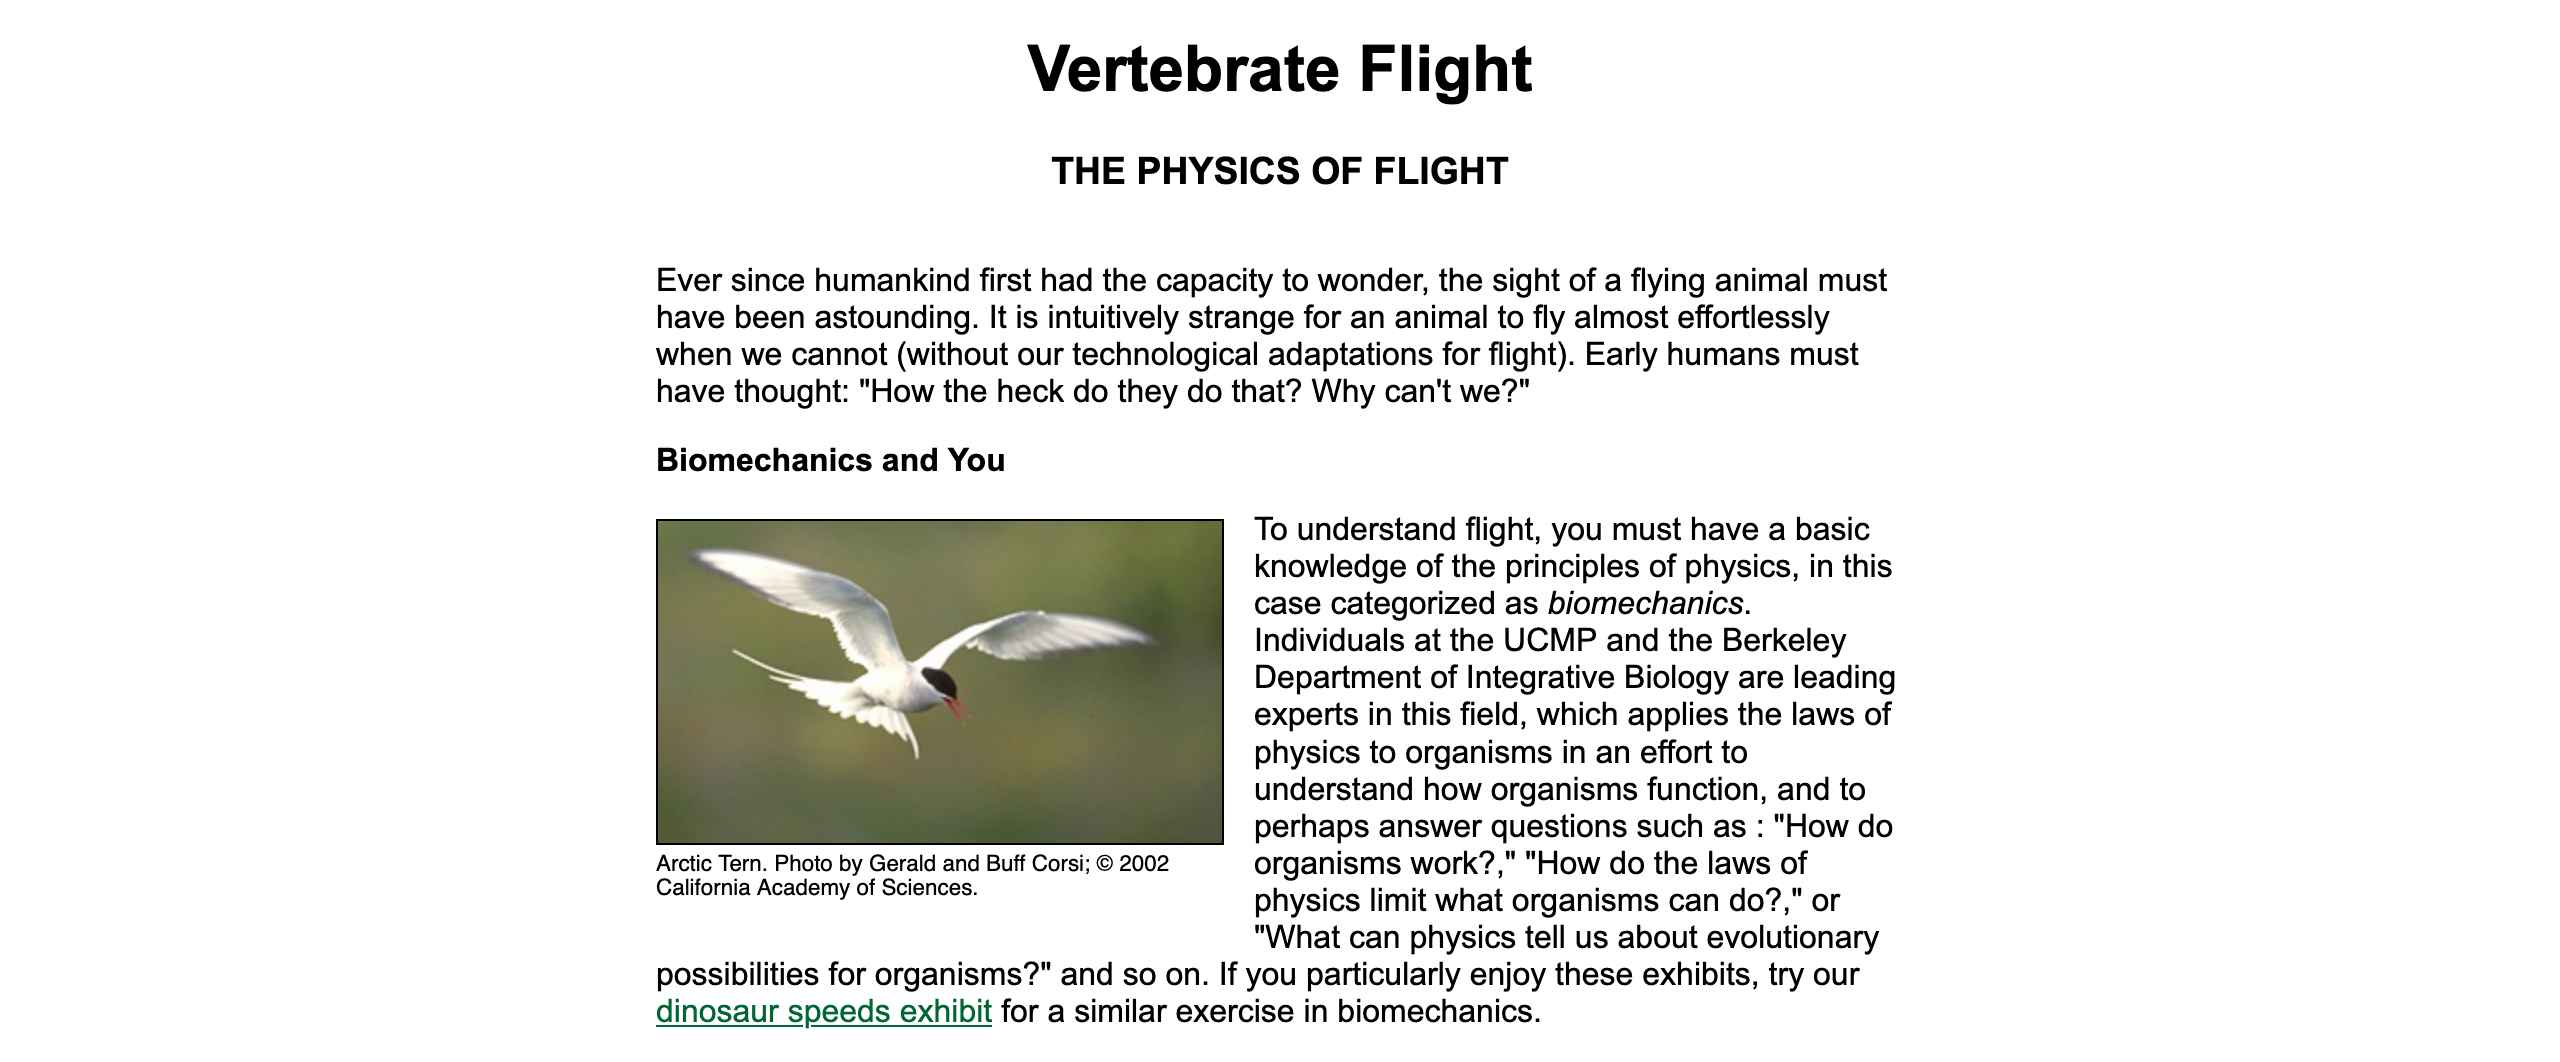 Vertebrate Flight
THE PHYSICS OF FLIGHT
Ever since humankind first had the capacity to wonder, the sight of a flying animal must
have been astounding. It is intuitively strange for an animal to fly almost effortlessly
when we cannot (without our technological adaptations for flight). Early humans must
have thought: "How the heck do they do that? Why can't we?"
Biomechanics and You
Arctic Tern. Photo by Gerald and Buff Corsi; © 2002
California Academy of Sciences.
To understand flight, you must have a basic
knowledge of the principles of physics, in this
case categorized as biomechanics.
Individuals at the UCMP and the Berkeley
Department of Integrative Biology are leading
experts in this field, which applies the laws of
physics to organisms in an effort to
understand how organisms function, and to
perhaps answer questions such as : "How do
organisms work?," "How do the laws of
physics limit what organisms can do?," or
"What can physics tell us about evolutionary
possibilities for organisms?" and so on. If you particularly enjoy these exhibits, try our
dinosaur speeds exhibit for a similar exercise in biomechanics.